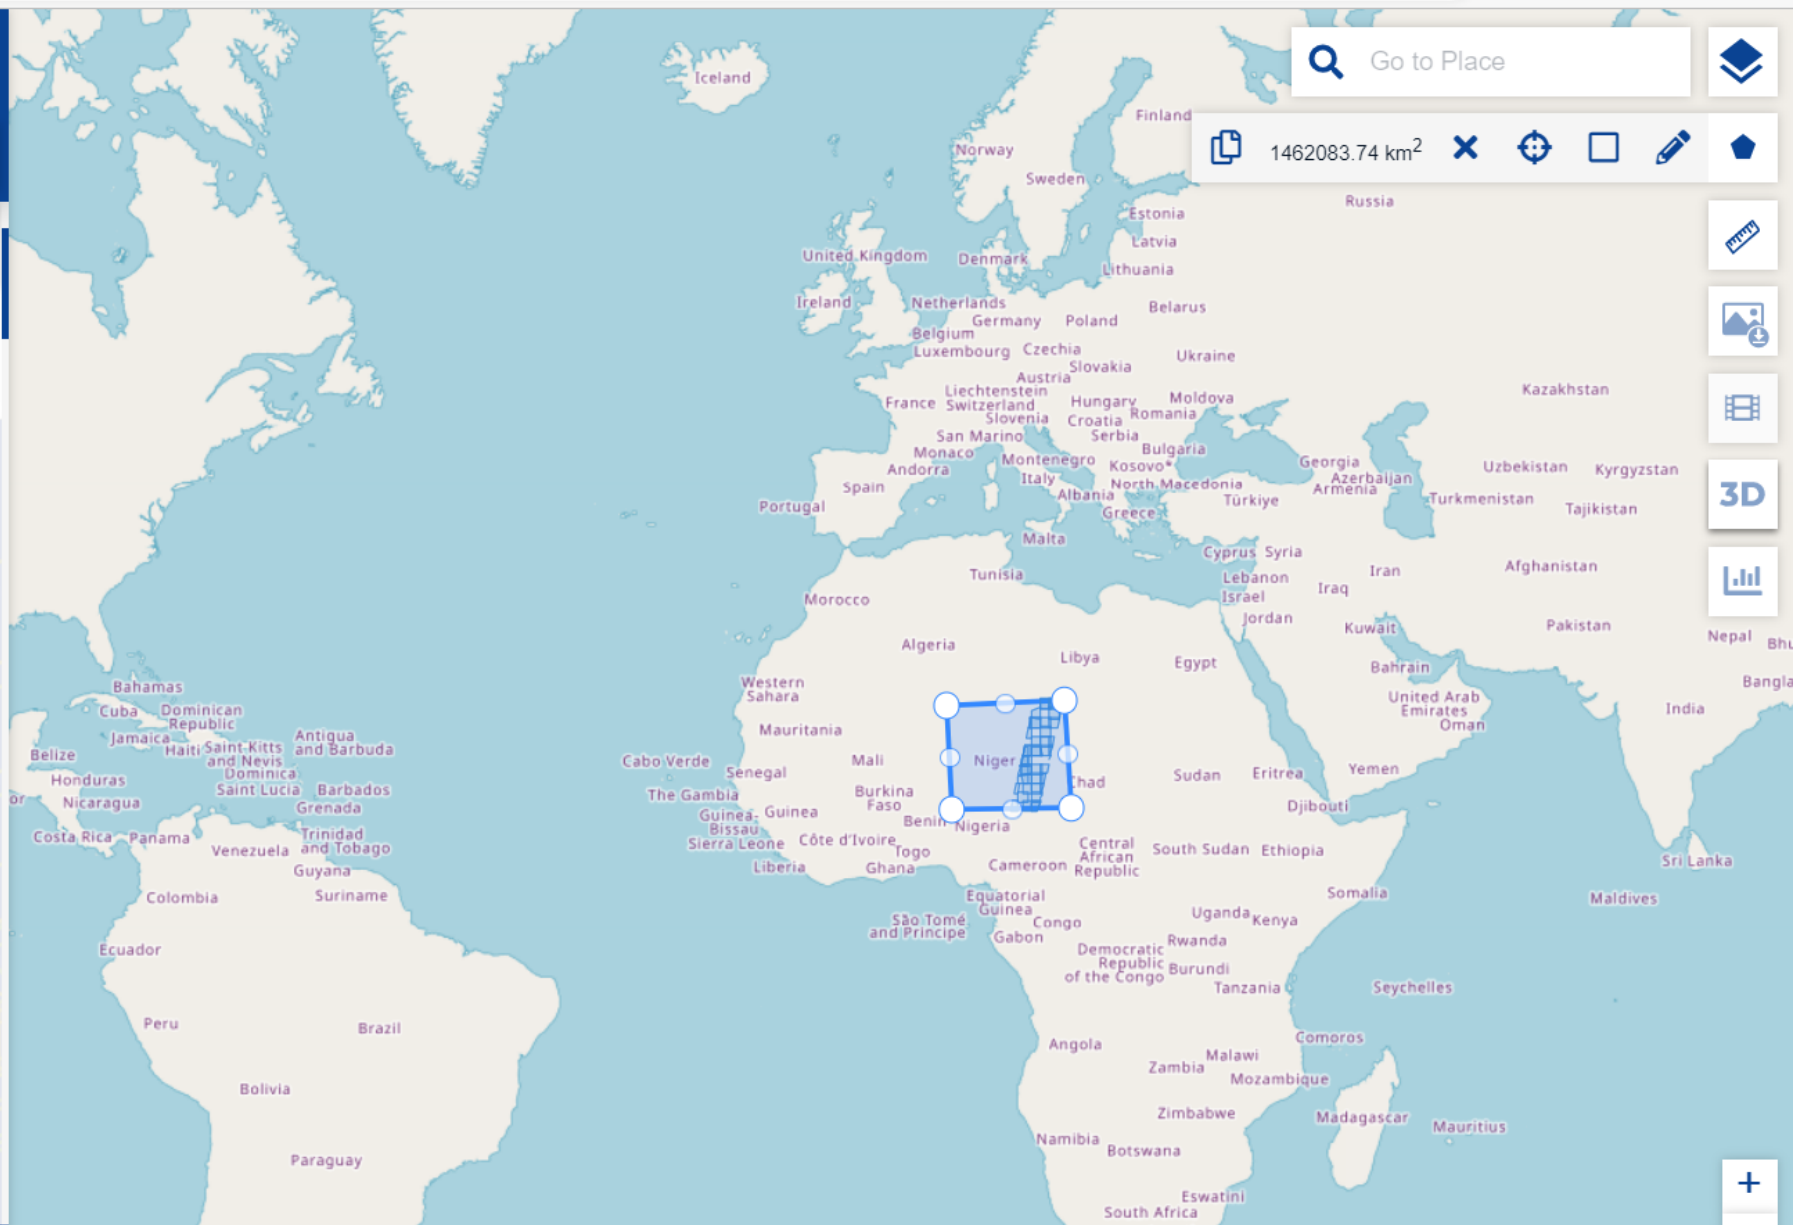 Go to Place
1462083.74 km²
3D
Iceland
Finland
Norway
Sweden
Russia
Estonia
Latvia
Lithuania
United Kingdom
Denmark
Ireland
Netherlands
Belarus
Germany
Poland
Belgium
Luxembourg
Czechia
Ukraine
Slovakia
Austria
Liechtenstein
Kazakhstan
France
Switzerland
Hungary
Moldova
Slovenia
Croatia
Romania
San Marino
Serbia
Monaco
Bulgaria
Andorra
Montenegro
Kosovo*
Georgia
Uzbekistan
Kyrgyzstan
Spain
Italy
North Macedonia
Azerbaijan
Armenia
Albania
Türkiye
Turkmenistan
Portugal
Greece
Tajikistan
Malta
Cyprus
Syria
Tunisia
Lebanon
Iran
Afghanistan
Morocco
Israel
Iraq
Jordan
Kuwait
Pakistan
Nepal
Bhu
Algeria
Libya
Egypt
Bahrain
Bangla
Western
Sahara
United Arab
Emirates
Oman
India
Bahamas
Cuba
Dominican
Republic
Jamaica
Haiti
Saint Kitts
and Nevis
Antigua
and Barbuda
Mauritania
Belize
Cabo Verde
Senegal
Mali
Niger
Chad
Sudan
Eritrea
Yemen
Honduras
Dominica
Saint Lucia
Barbados
The Gambia
Burkina
Faso
or
Nicaragua
Grenada
Guinea-
Bissau
Guinea
Djibouti
Benin
Nigeria
Costa Rica
Panama
Venezuela
Trinidad
and Tobago
Sierra Leone
Côte d'Ivoire
Togo
Central
African
Republic
South Sudan
Ethiopia
Sri Lanka
Guyana
Liberia
Ghana
Cameroon
Colombia
Suriname
Equatorial
Guinea
Somalia
Maldives
São Tomé
and Príncipe
Congo
Uganda
Kenya
Gabon
Ecuador
Democratic
Republic
of the Congo
Rwanda
Burundi
Tanzania
Seychelles
Peru
Brazil
Angola
Comoros
Malawi
Zambia
Mozambique
Bolivia
Zimbabwe
Madagascar
Mauritius
Namibia
Botswana
Paraguay
Eswatini
South Africa
+